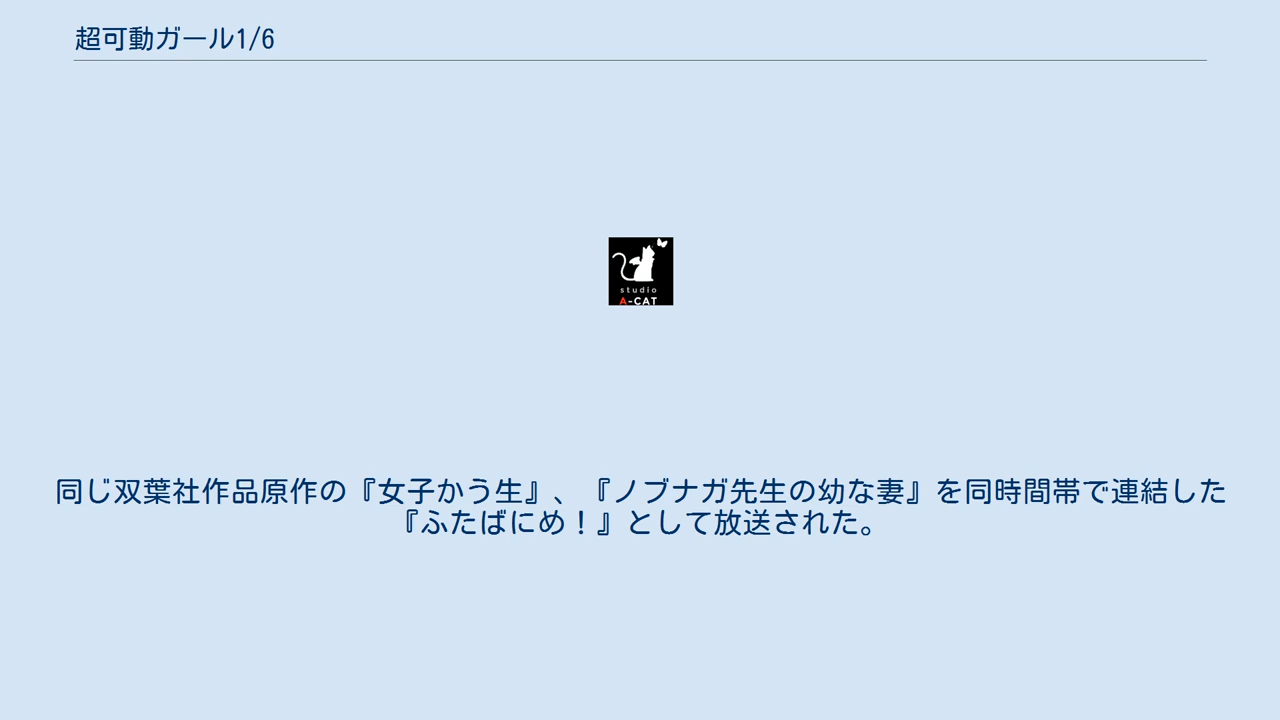 超可動ガール1/6
studio
A-CAT
同じ双葉社作品原作の『女子かう生』、『ノブナガ先生の幼な妻』を同時間帯で連結した
『ふたばにめ！』として放送された。